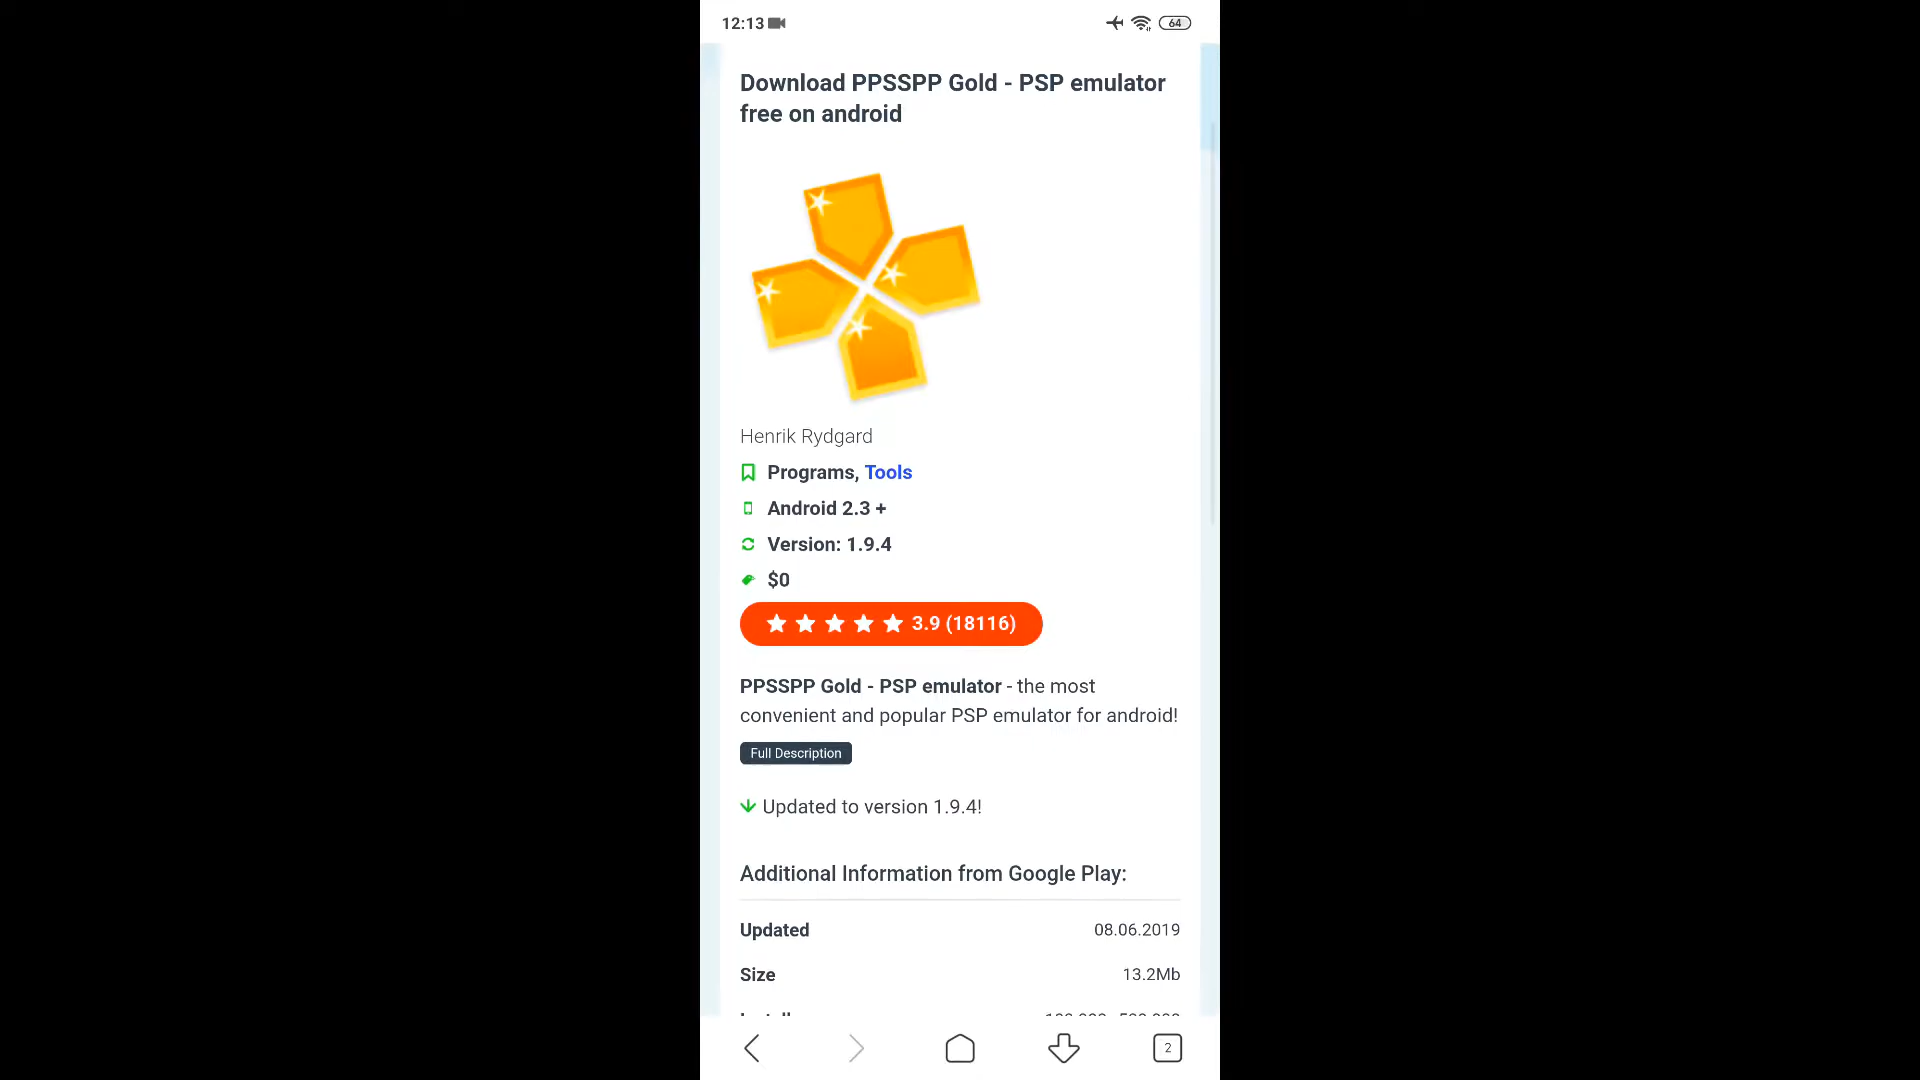 12:13
64
Download PPSSPP Gold - PSP emulator
free on android
Henrik Rydgard
Programs, Tools
Android 2.3 +
Version: 1.9.4
$0
3.9 (18116)
PPSSPP Gold - PSP emulator - the most
convenient and popular PSP emulator for android!
Full Description
Updated to version 1.9.4!
Additional Information from Google Play:
Updated 08.06.2019
Size 13.2Mb
2